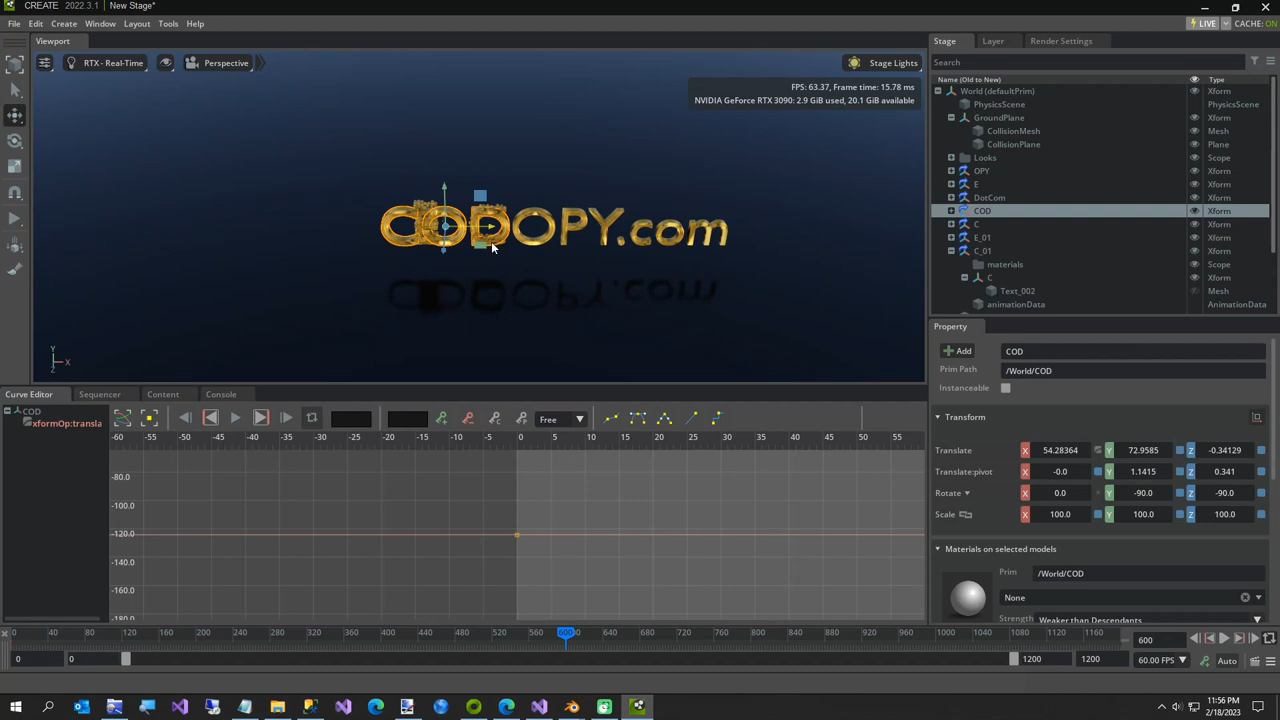 CREATE 2022.3.1 New Stage*
File Edit Create Window Layout Tools Help
LIVE CACHE: ON
Viewport
RTX - Real-Time Perspective Stage Lights
FPS: 63.37, Frame time: 15.78 ms
NVIDIA GeForce RTX 3090: 2.9 GiB used, 20.1 GiB available
CODOPY.com
Y
X
Z
Stage Layer Render Settings
Search
Name (Old to New) Type
World (defaultPrim) Xform
PhysicsScene PhysicsScene
GroundPlane Xform
CollisionMesh Mesh
CollisionPlane Plane
Looks Scope
OPY Xform
E Xform
DotCom Xform
COD Xform
C Xform
E_01 Xform
C_01 Xform
materials Scope
C Xform
Text_002 Mesh
animationData AnimationData
Property
Add COD
Prim Path /World/COD
Instanceable
Transform
Translate X 54.28364 Y 72.9585 Z -0.34129
Translate:pivot X -0.0 Y 1.1415 Z 0.341
Rotate X 0.0 Y -90.0 Z -90.0
Scale X 100.0 Y 100.0 Z 100.0
Materials on selected models
Prim /World/COD
None
Strength Weaker than Descendants
Curve Editor Sequencer Content Console
COD
xformOp:transla
Free
-60 -55 -50 -45 -40 -35 -30 -25 -20 -15 -10 -5 0 5 10 15 20 25 30 35 40 45 50 55
-80.0
-100.0
-120.0
-140.0
-160.0
-180.0
0 40 80 120 160 200 240 280 320 360 400 440 480 520 600 640 680 720 760 800 840 880 920 960 1000 1040 1080 1120 1160 600
0 0 1200 1200 60.00 FPS Auto
11:56 PM
2/18/2023